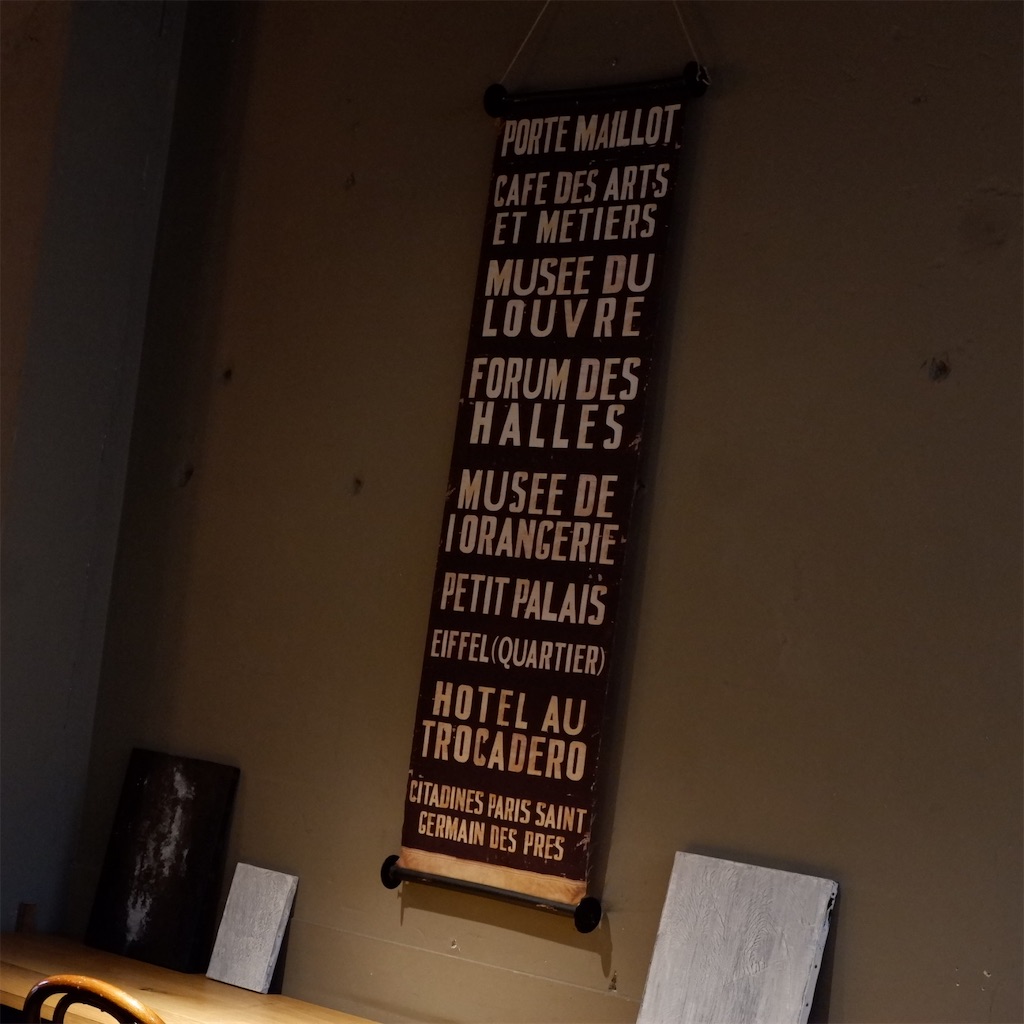 PORTE MAILLOT
CAFE DES ARTS
ET METIERS
MUSEE DU
LOUVRE
FORUM DES
HALLES
MUSEE DE
l ORANGERIE
PETIT PALAIS
EIFFEL (QUARTIER)
HOTEL AU
TROCADERO
CITADINES PARIS SAINT
GERMAIN DES PRES